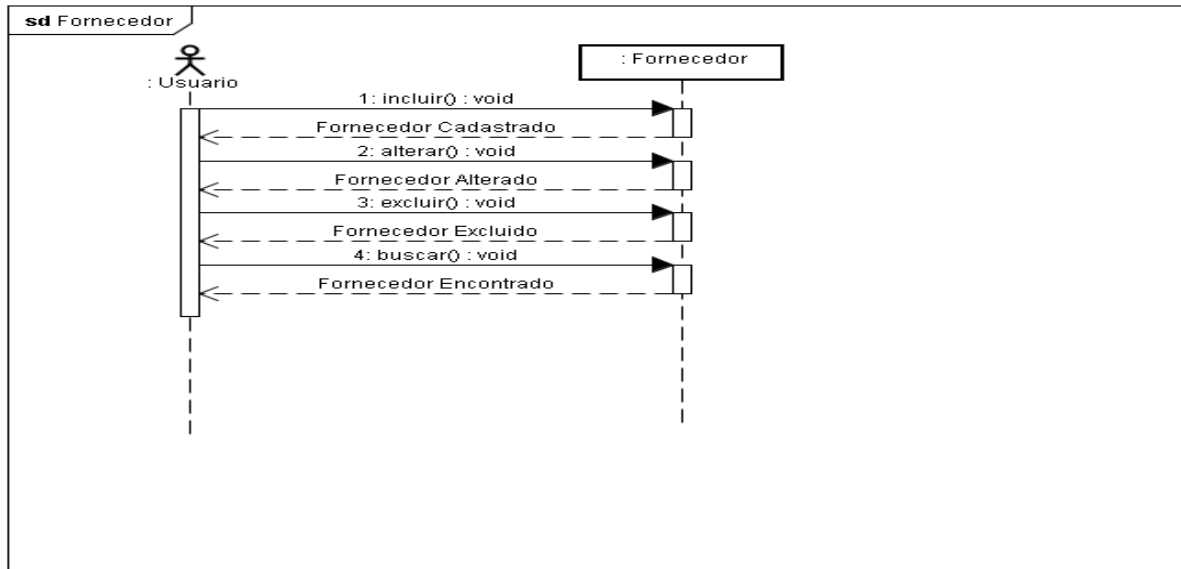 sd Fornecedor
: Usuario
: Fornecedor
1: incluir() : void
Fornecedor Cadastrado
2: alterar() : void
Fornecedor Alterado
3: excluir() : void
Fornecedor Excluido
4: buscar() : void
Fornecedor Encontrado